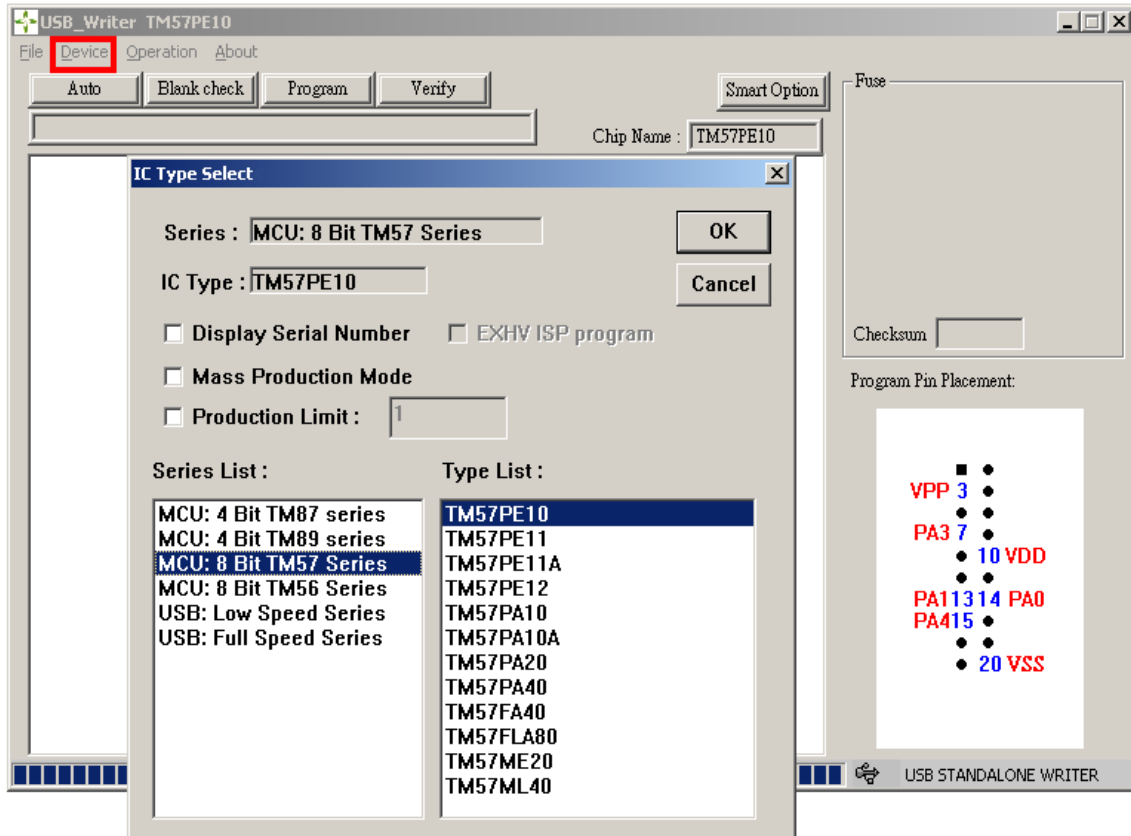 USB_Writer TM57PE10
File Device Operation About
Auto Blank check Program Verify Smart Option
Chip Name : TM57PE10
Fuse
Checksum
Program Pin Placement:
VPP 3
PA3 7
10 VDD
PA1 13 14 PA0
PA4 15
20 VSS
IC Type Select
Series : MCU: 8 Bit TM57 Series
OK
IC Type : TM57PE10
Cancel
Display Serial Number EXHV ISP program
Mass Production Mode
Production Limit : 1
Series List :
MCU: 4 Bit TM87 series
MCU: 4 Bit TM89 series
MCU: 8 Bit TM57 Series
MCU: 8 Bit TM56 Series
USB: Low Speed Series
USB: Full Speed Series
Type List :
TM57PE10
TM57PE11
TM57PE11A
TM57PE12
TM57PA10
TM57PA10A
TM57PA20
TM57PA40
TM57FA40
TM57FLA80
TM57ME20
TM57ML40
USB STANDALONE WRITER